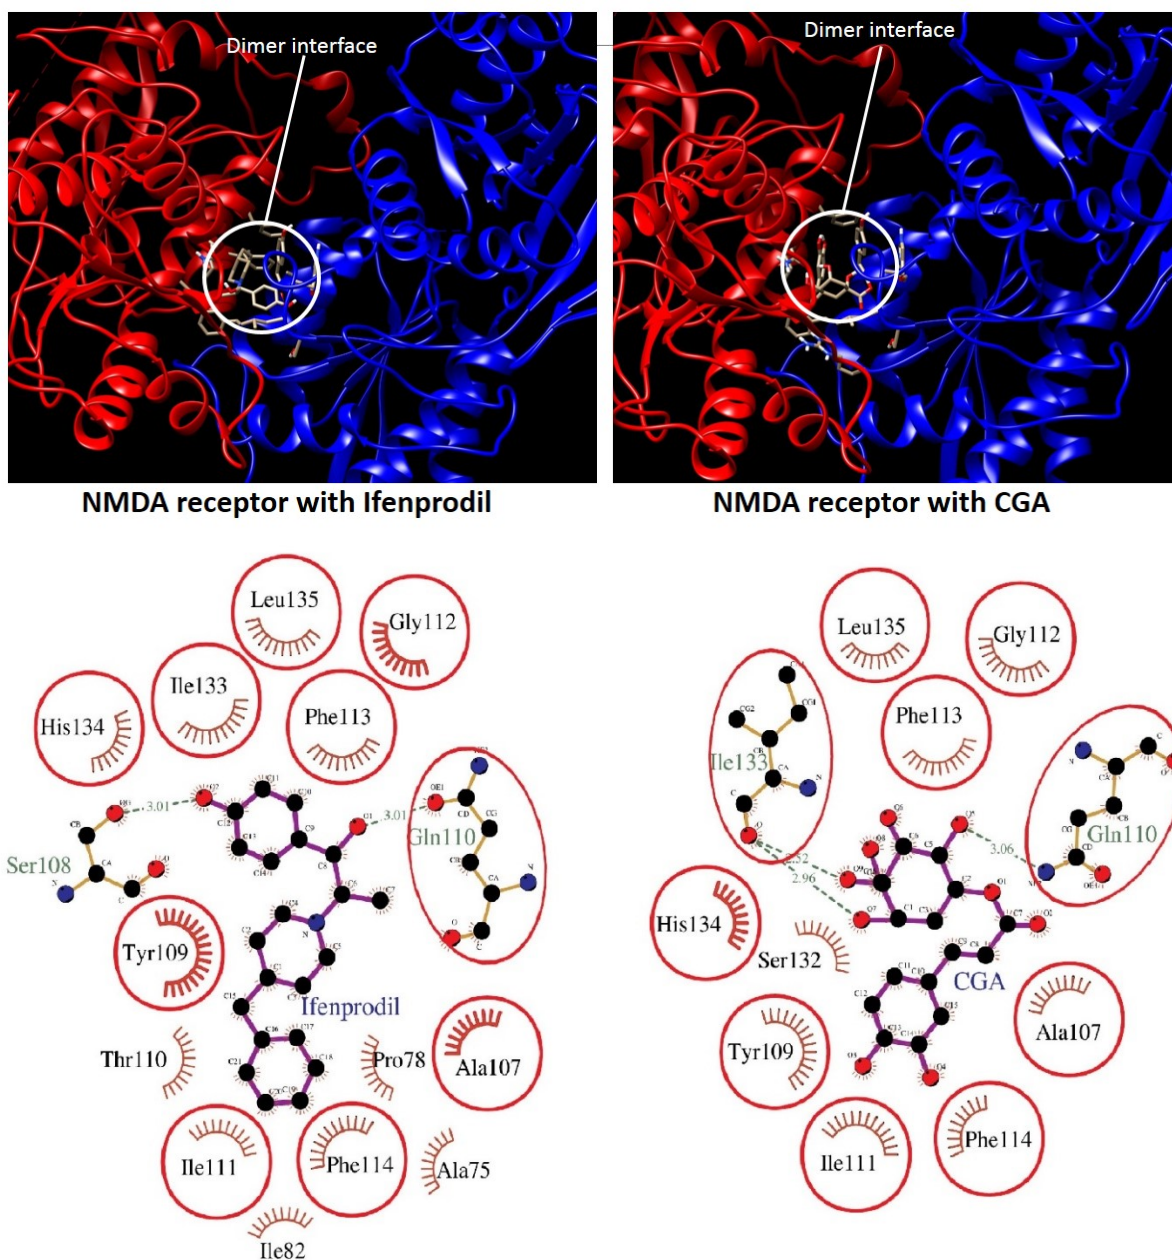 Dimer interface
Dimer interface
NMDA receptor with Ifenprodil
NMDA receptor with CGA
Leu135
Gly112
Ile133
His134
Phe113
3.01
3.01
Ser108
Gln110
Tyr109
Ifenprodil
Thr110
Pro78
Ala107
Ile111
Phe114
Ala75
Ile82
Leu135
Gly112
Phe113
Ile133
Gln110
3.06
2.52
2.96
His134
Ser132
CGA
Ala107
Tyr109
Phe114
Ile111